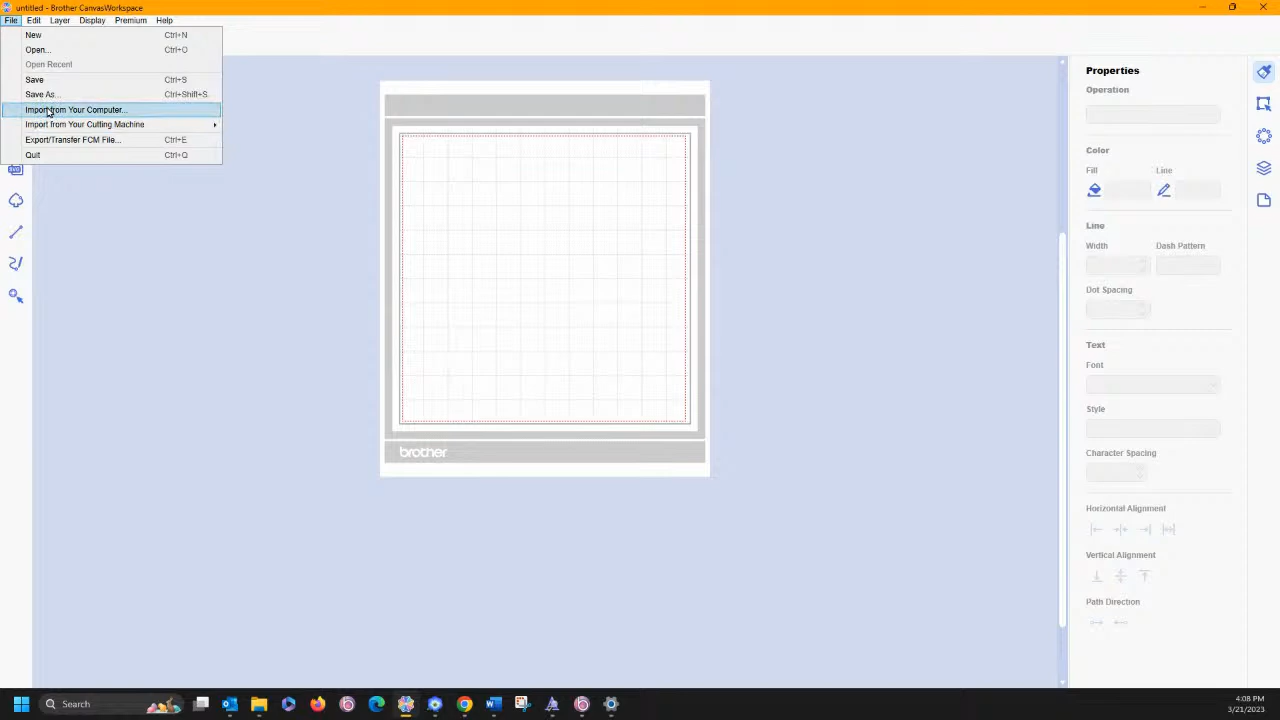 untitled - Brother CanvasWorkspace
File Edit Layer Display Premium Help
New Ctrl+N
Open... Ctrl+O
Open Recent
Save Ctrl+S
Save As... Ctrl+Shift+S
Import from Your Computer...
Import from Your Cutting Machine
Export/Transfer FCM File... Ctrl+E
Quit Ctrl+Q
SVG
brother
Properties
Operation
Color
Fill Line
Line
Width Dash Pattern
Dot Spacing
Text
Font
Style
Character Spacing
Horizontal Alignment
Vertical Alignment
Path Direction
Search
4:08 PM
3/21/2023